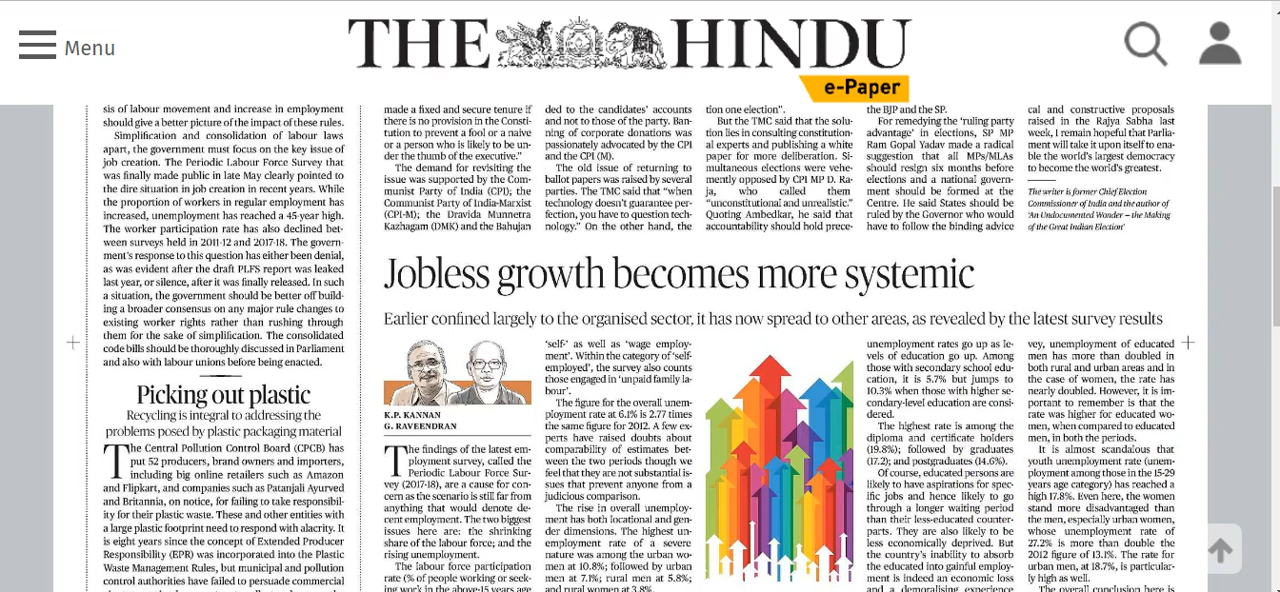 Menu
THE HINDU
e-Paper
sis of labour movement and increase in employment
should give a better picture of the impact of these rules.
Simplification and consolidation of labour laws
apart, the government must focus on the key issue of
job creation. The Periodic Labour Force Survey that
was finally made public in late May clearly pointed to
the dire situation in job creation in recent years. While
the proportion of workers in regular employment has
increased, unemployment has reached a 45-year high.
The worker participation rate has also declined bet-
ween surveys held in 2011-12 and 2017-18. The govern-
ment's response to this question has either been denial,
as was evident after the draft PLFS report was leaked
last year, or silence, after it was finally released. In such
a situation, the government should be better off build-
ing a broader consensus on any major rule changes to
existing worker rights rather than rushing through
them for the sake of simplification. The consolidated
code bills should be thoroughly discussed in Parliament
and also with labour unions before being enacted.
Picking out plastic
Recycling is integral to addressing the
problems posed by plastic packaging material
The Central Pollution Control Board (CPCB) has
put 52 producers, brand owners and importers,
including big online retailers such as Amazon
and Flipkart, and companies such as Patanjali Ayurved
and Britannia, on notice, for failing to take responsibil-
ity for their plastic waste. These and other entities with
a large plastic footprint need to respond with alacrity. It
is eight years since the concept of Extended Producer
Responsibility (EPR) was incorporated into the Plastic
Waste Management Rules, but municipal and pollution
control authorities have failed to persuade commercial
made a fixed and secure tenure if
there is no provision in the Consti-
tution to prevent a fool or a naive
or a person who is likely to be un-
der the thumb of the executive."
The demand for revisiting the
issue was supported by the Com-
munist Party of India (CPI); the
Communist Party of India-Marxist
(CPI-M); the Dravida Munnetra
Kazhagam (DMK) and the Bahujan
ded to the candidates' accounts
and not to those of the party. Ban-
ning of corporate donations was
passionately advocated by the CPI
and the CPI (M).
The old issue of returning to
ballot papers was raised by several
parties. The TMC said that "when
technology doesn't guarantee per-
fection, you have to question tech-
nology." On the other hand, the
tion one election".
But the TMC said that the solu-
tion lies in consulting constitution-
al experts and publishing a white
paper for more deliberation. Si-
multaneous elections were vehe-
mently opposed by CPI MP D. Ra-
ja, who called them
"unconstitutional and unrealistic."
Quoting Ambedkar, he said that
accountability should hold prece-
the BJP and the SP.
For remedying the 'ruling party
advantage' in elections, SP MP
Ram Gopal Yadav made a radical
suggestion that all MPs/MLAs
should resign six months before
elections and a national govern-
ment should be formed at the
Centre. He said States should be
ruled by the Governor who would
have to follow the binding advice
cal and constructive proposals
raised in the Rajya Sabha last
week, I remain hopeful that Parlia-
ment will take it upon itself to ena-
ble the world's largest democracy
to become the world's greatest.
The writer is former Chief Election
Commissioner of India and the author of
'An Undocumented Wonder – the Making
of the Great Indian Election'
Jobless growth becomes more systemic
Earlier confined largely to the organised sector, it has now spread to other areas, as revealed by the latest survey results
K.P. KANNAN
G. RAVEENDRAN
The findings of the latest em-
ployment survey, called the
Periodic Labour Force Sur-
vey (2017-18), are a cause for con-
cern as the scenario is still far from
anything that would denote de-
cent employment. The two biggest
issues here are: the shrinking
share of the labour force; and the
rising unemployment.
The labour force participation
rate (% of people working or seek-
ing work in the above-15 years age
'self-' as well as 'wage employ-
ment'. Within the category of 'self-
employed', the survey also counts
those engaged in 'unpaid family la-
bour'.
The figure for the overall unem-
ployment rate at 6.1% is 2.77 times
the same figure for 2012. A few ex-
perts have raised doubts about
comparability of estimates bet-
ween the two periods though we
feel that they are not substantial is-
sues that prevent anyone from a
judicious comparison.
The rise in overall unemploy-
ment has both locational and gen-
der dimensions. The highest un-
employment rate of a severe
nature was among the urban wo-
men at 10.8%; followed by urban
men at 7.1%; rural men at 5.8%;
and rural women at 3.8%.
unemployment rates go up as le-
vels of education go up. Among
those with secondary school edu-
cation, it is 5.7% but jumps to
10.3% when those with higher se-
condary-level education are consi-
dered.
The highest rate is among the
diploma and certificate holders
(19.8%); followed by graduates
(17.2); and postgraduates (14.6%).
Of course, educated persons are
likely to have aspirations for spec-
ific jobs and hence likely to go
through a longer waiting period
than their less-educated counter-
parts. They are also likely to be
less economically deprived. But
the country's inability to absorb
the educated into gainful employ-
ment is indeed an economic loss
and a demoralising experience
vey, unemployment of educated
men has more than doubled in
both rural and urban areas and in
the case of women, the rate has
nearly doubled. However, it is im-
portant to remember is that the
rate was higher for educated wo-
men, when compared to educated
men, in both the periods.
It is almost scandalous that
youth unemployment rate (unem-
ployment among those in the 15-29
years age category) has reached a
high 17.8%. Even here, the women
stand more disadvantaged than
the men, especially urban women,
whose unemployment rate of
27.2% is more than double the
2012 figure of 13.1%. The rate for
urban men, at 18.7%, is particular-
ly high as well.
The overall conclusion here is